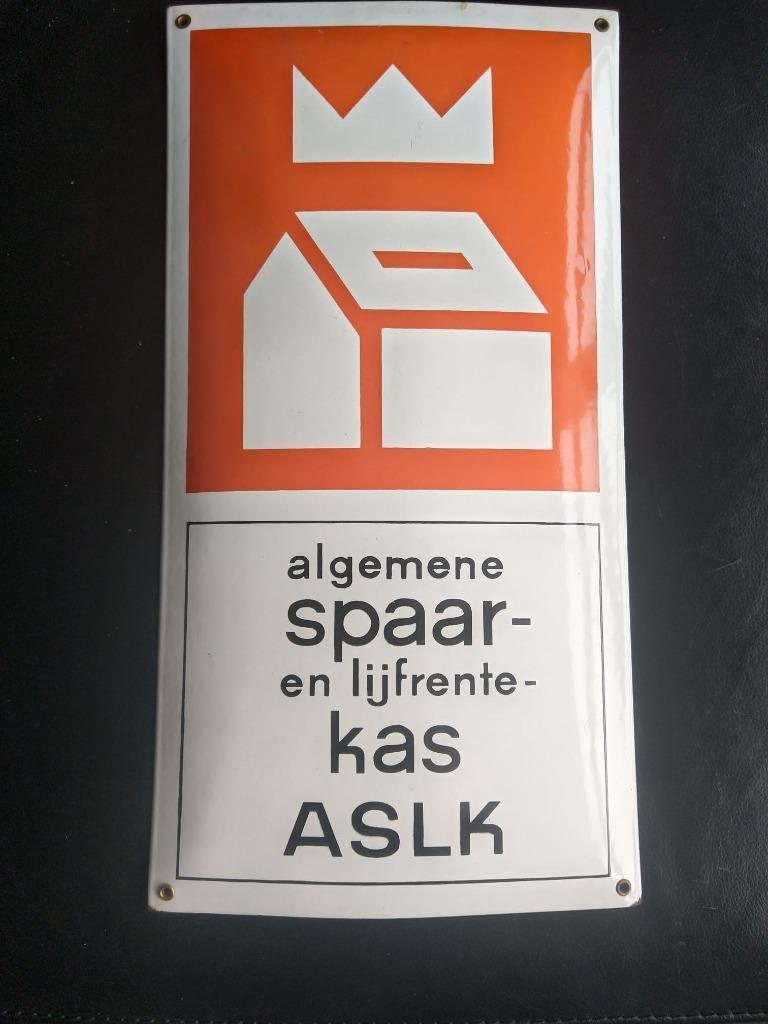 algemene
spaar-
en lijfrente-
kas
ASLK